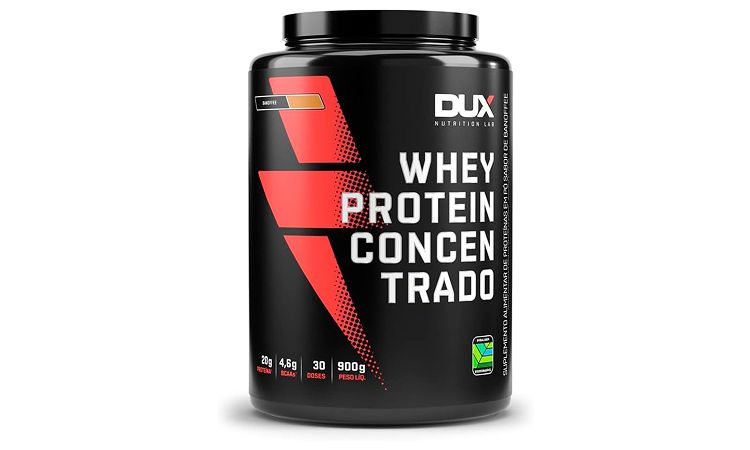 BANOFFEE
DUX
NUTRITION LAB
WHEY
PROTEIN
CONCEN
TRADO
SUPLEMENTO ALIMENTAR DE PROTEÍNAS EM PÓ SABOR DE BANOFFEE
20g
PROTEÍNA
4,6g
BCAAs
30
DOSES
900g
PESO LÍQ.